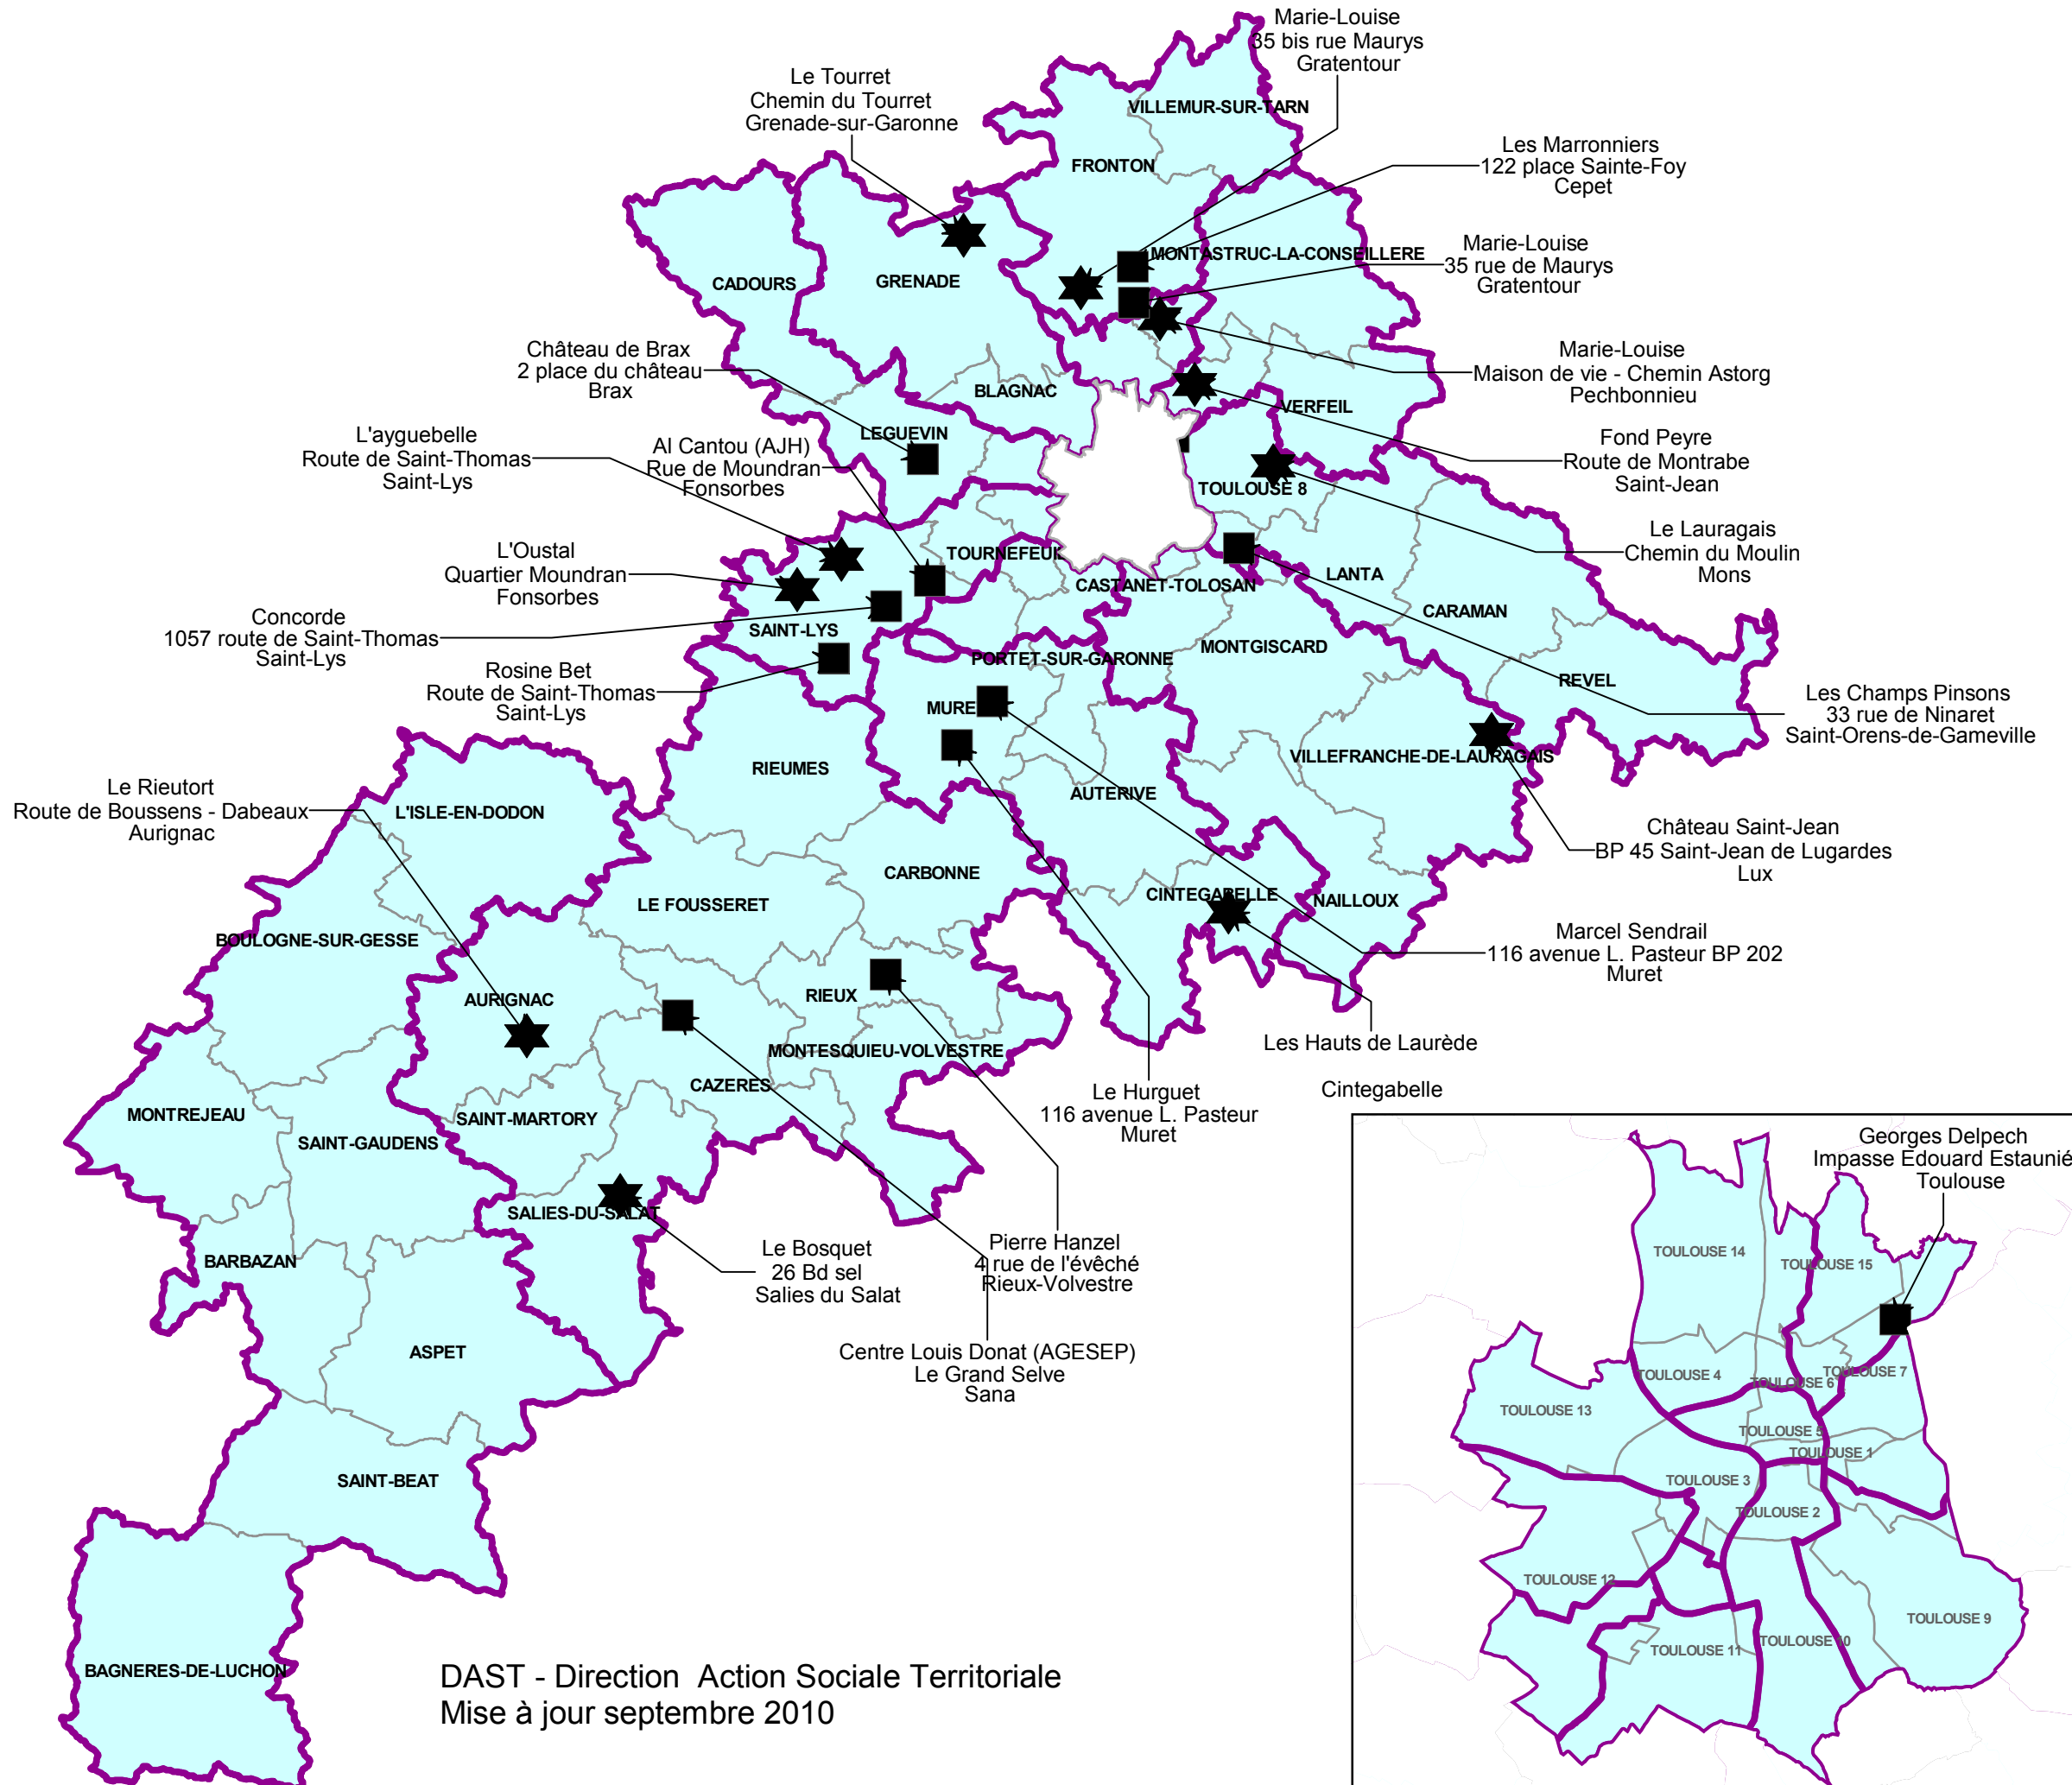 Marie-Louise
35 bis rue Maurys
Gratentour
Le Tourret
Chemin du Tourret
Grenade-sur-Garonne
VILLEMUR-SUR-TARN
Les Marronniers
122 place Sainte-Foy
Cepet
FRONTON
Marie-Louise
35 rue de Maurys
Gratentour
MONTASTRUC-LA-CONSEILLERE
CADOURS
GRENADE
Château de Brax
2 place du château
Brax
Marie-Louise
Maison de vie - Chemin Astorg
Pechbonnieu
BLAGNAC
VERFEIL
L'ayguebelle
Route de Saint-Thomas
Saint-Lys
Al Cantou (AJH)
Rue de Moundran
Fonsorbes
LEGUEVIN
Fond Peyre
Route de Montrabe
Saint-Jean
TOULOUSE 8
Le Lauragais
Chemin du Moulin
Mons
L'Oustal
Quartier Moundran
Fonsorbes
TOURNEFEUI
CASTANET-TOLOSAN
LANTA
CARAMAN
Concorde
1057 route de Saint-Thomas
Saint-Lys
SAINT-LYS
MONTGISCARD
PORTET-SUR-GARONNE
Rosine Bet
Route de Saint-Thomas
Saint-Lys
REVEL
MURE
Les Champs Pinsons
33 rue de Ninaret
Saint-Orens-de-Gameville
VILLEFRANCHE-DE-LAURAGAIS
RIEUMES
AUTERIVE
Le Rieutort
Route de Boussens - Dabeaux
Aurignac
L'ISLE-EN-DODON
Château Saint-Jean
BP 45 Saint-Jean de Lugardes
Lux
CARBONNE
LE FOUSSERET
CINTEGABELLE
NAILLOUX
BOULOGNE-SUR-GESSE
Marcel Sendrail
116 avenue L. Pasteur BP 202
Muret
AURIGNAC
RIEUX
Les Hauts de Laurède
Cintegabelle
MONTESQUIEU-VOLVESTRE
CAZERES
Le Hurguet
116 avenue L. Pasteur
Muret
MONTREJEAU
SAINT-MARTORY
SAINT-GAUDENS
SALIES-DU-SALAT
Le Bosquet
26 Bd sel
Salies du Salat
Pierre Hanzel
4 rue de l'évêché
Rieux-Volvestre
BARBAZAN
Centre Louis Donat (AGESEP)
Le Grand Selve
Sana
ASPET
SAINT-BEAT
BAGNERES-DE-LUCHON
DAST - Direction  Action Sociale Territoriale
Mise à jour septembre 2010
Georges Delpech
Impasse Edouard Estaunié
Toulouse
TOULOUSE 14
TOULOUSE 15
TOULOUSE 4
TOULOUSE 7
TOULOUSE 6
TOULOUSE 13
TOULOUSE 5
TOULOUSE 1
TOULOUSE 3
TOULOUSE 2
TOULOUSE 12
TOULOUSE 9
TOULOUSE 11
TOULOUSE 10